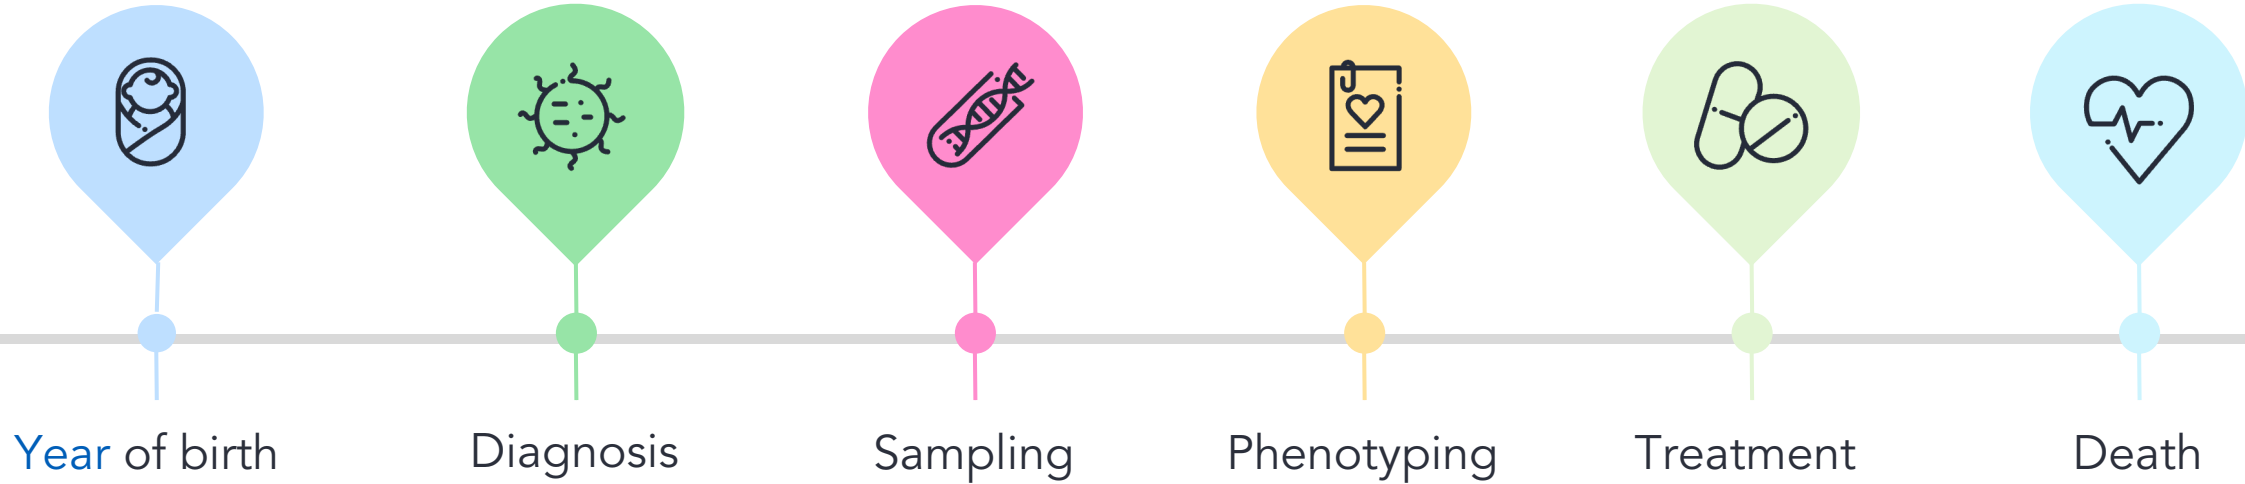 Year of birth
Diagnosis
Sampling
Phenotyping
Treatment
Death